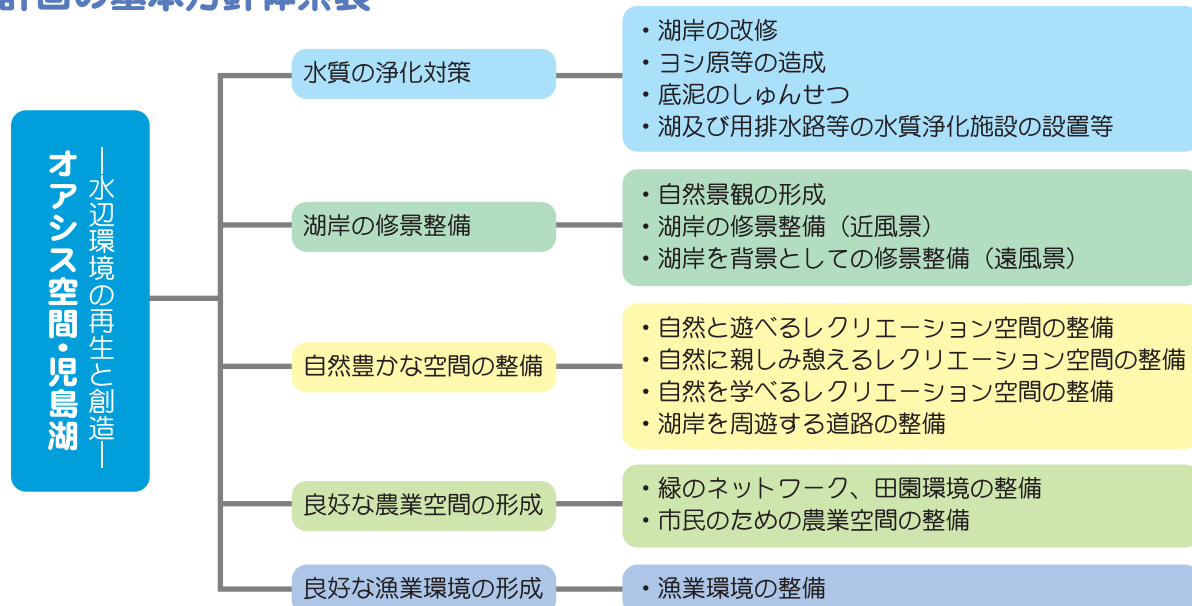 計画の基本方針体系表
オアシス空間・児島湖
―水辺環境の再生と創造―
水質の浄化対策
・湖岸の改修
・ヨシ原等の造成
・底泥のしゅんせつ
・湖及び用排水路等の水質浄化施設の設置等
湖岸の修景整備
・自然景観の形成
・湖岸の修景整備（近風景）
・湖岸を背景としての修景整備（遠風景）
自然豊かな空間の整備
・自然と遊べるレクリエーション空間の整備
・自然に親しみ憩えるレクリエーション空間の整備
・自然を学べるレクリエーション空間の整備
・湖岸を周遊する道路の整備
良好な農業空間の形成
・緑のネットワーク、田園環境の整備
・市民のための農業空間の整備
良好な漁業環境の形成
・漁業環境の整備